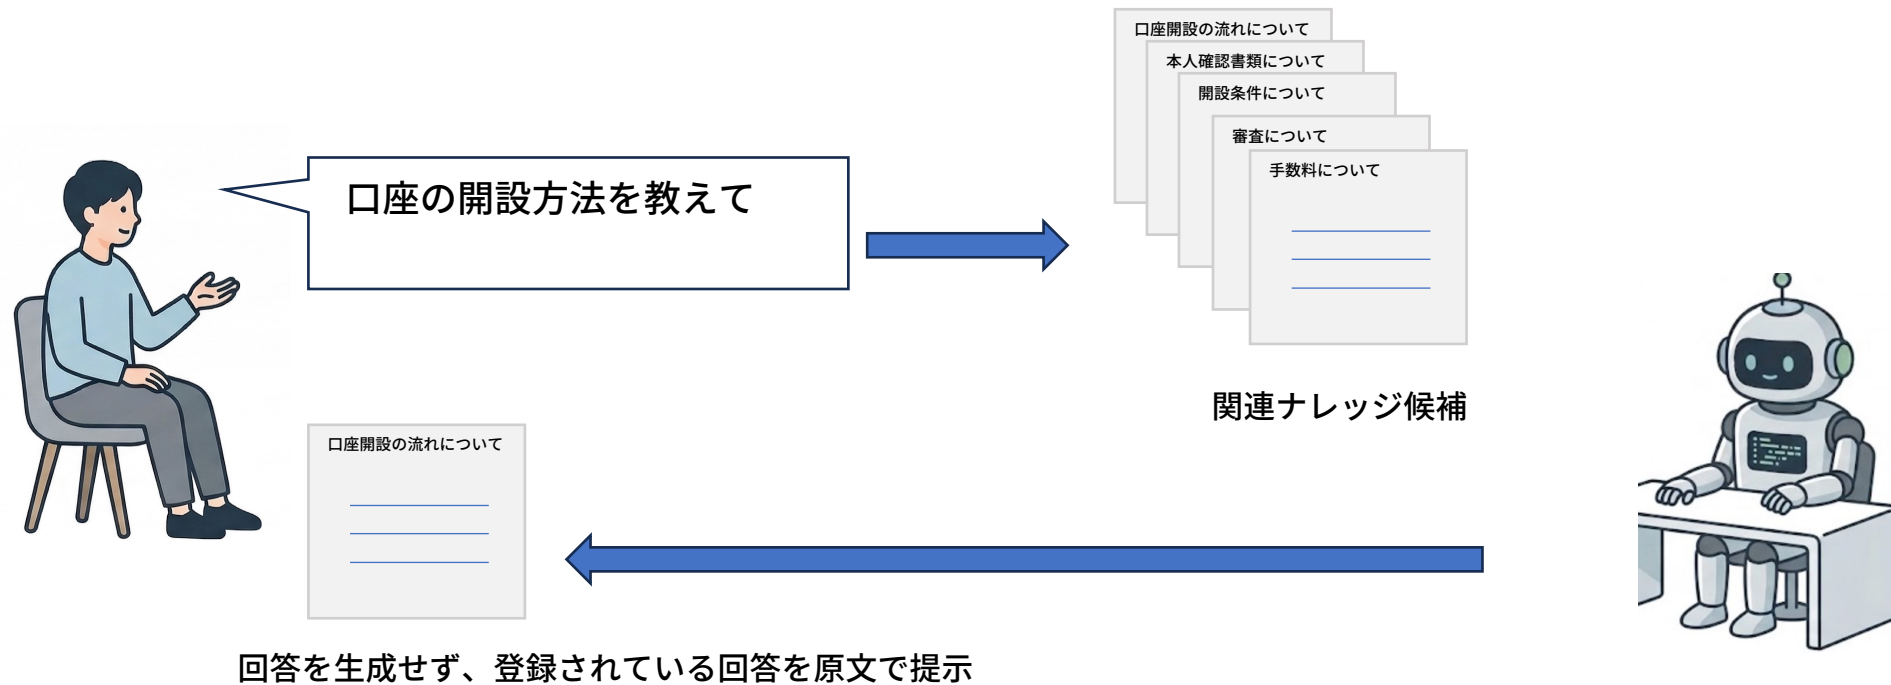 口座開設の流れについて
本人確認書類について
開設条件について
審査について
手数料について
口座の開設方法を教えて
関連ナレッジ候補
口座開設の流れについて
回答を生成せず、登録されている回答を原文で提示